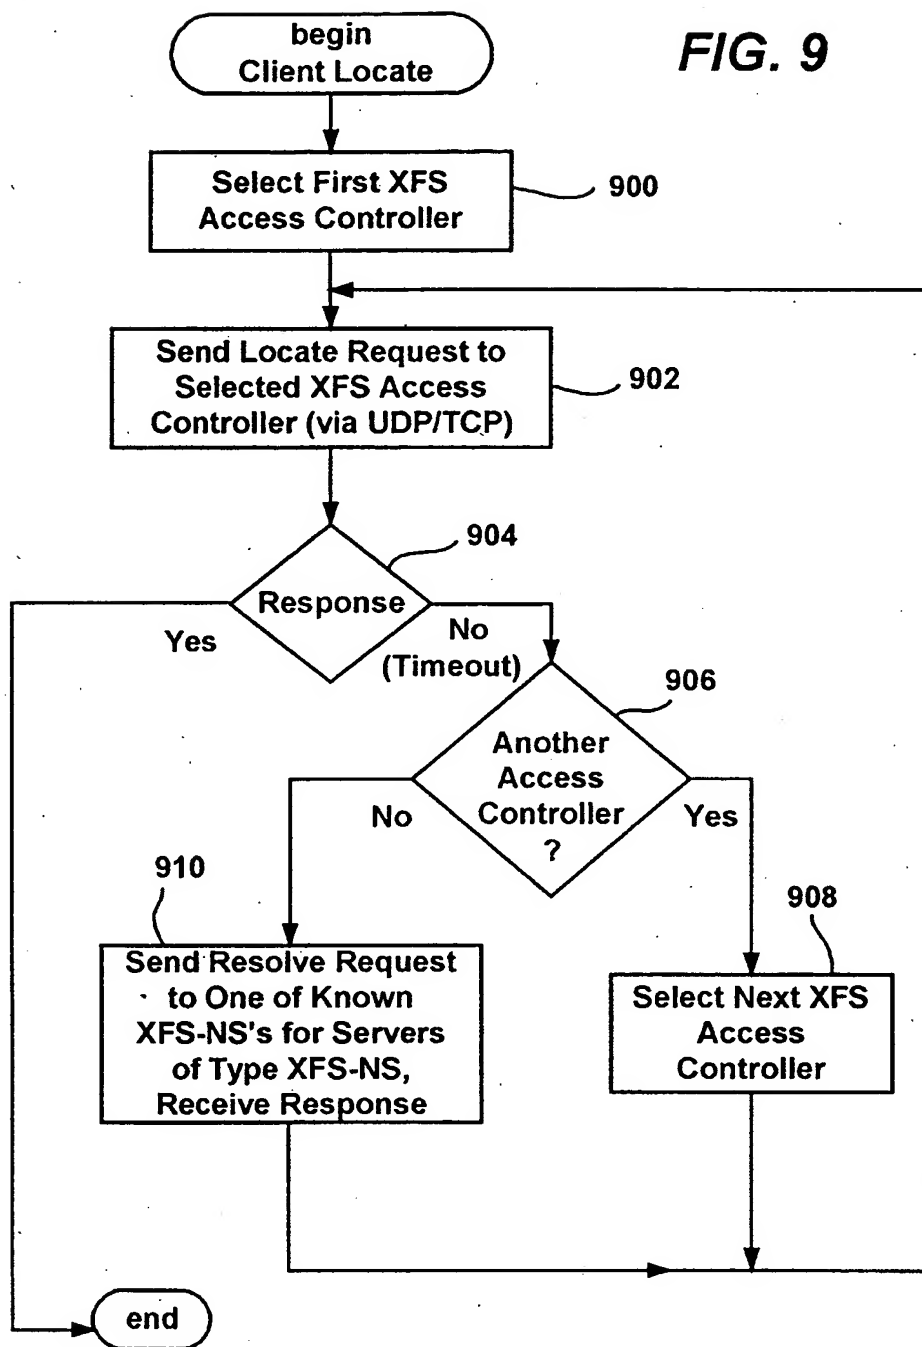 begin
Client Locate
FIG. 9
Select First XFS
Access Controller
900
Send Locate Request to
Selected XFS Access
Controller (via UDP/TCP)
902
904
Response
Yes
No
(Timeout)
906
Another
Access
Controller
?
No
Yes
910
Send Resolve Request
to One of Known
XFS-NS's for Servers
of Type XFS-NS,
Receive Response
908
Select Next XFS
Access
Controller
end